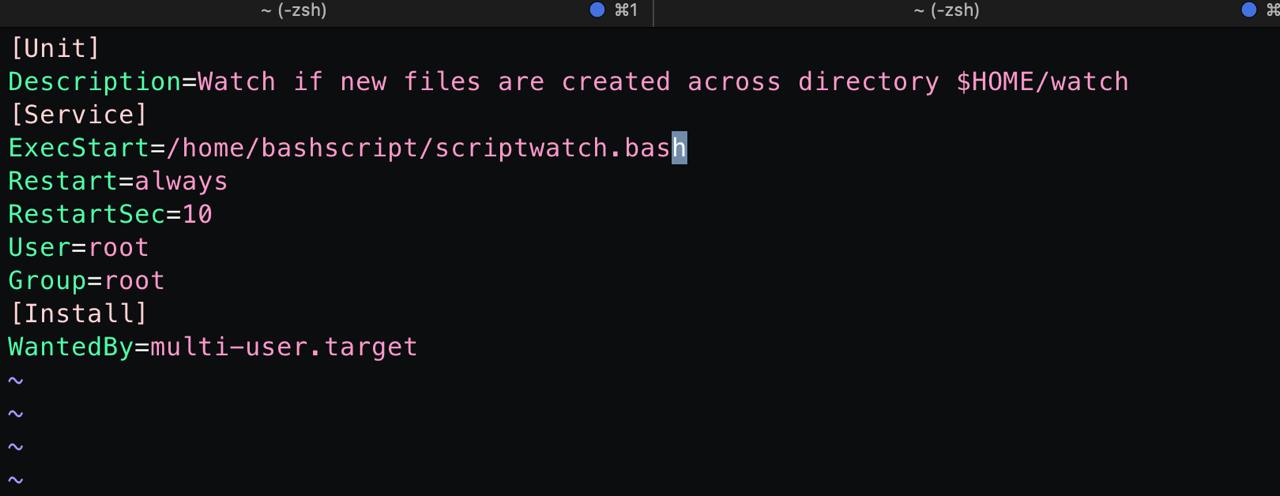 ~ (-zsh) ⌘1 ~ (-zsh) ⌘
[Unit]
Description=Watch if new files are created across directory $HOME/watch
[Service]
ExecStart=/home/bashscript/scriptwatch.bash
Restart=always
RestartSec=10
User=root
Group=root
[Install]
WantedBy=multi-user.target
~
~
~
~